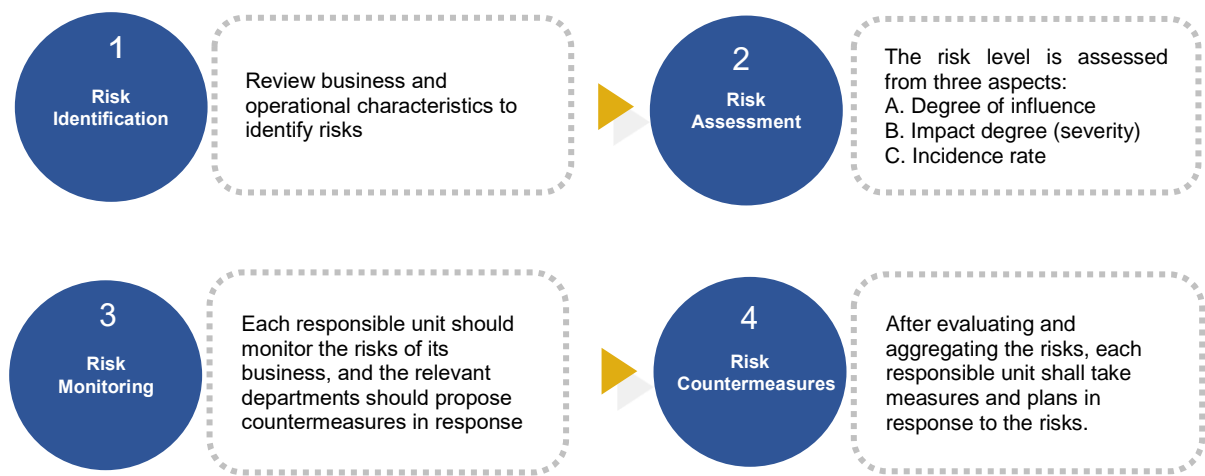 1
Risk
Identification
Review business and
operational characteristics to
identify risks
2
Risk
Assessment
The risk level is assessed
from three aspects:
A. Degree of influence
B. Impact degree (severity)
C. Incidence rate
3
Risk
Monitoring
Each responsible unit should
monitor the risks of its
business, and the relevant
departments should propose
countermeasures in response
4
Risk
Countermeasures
After evaluating and
aggregating the risks, each
responsible unit shall take
measures and plans in
response to the risks.